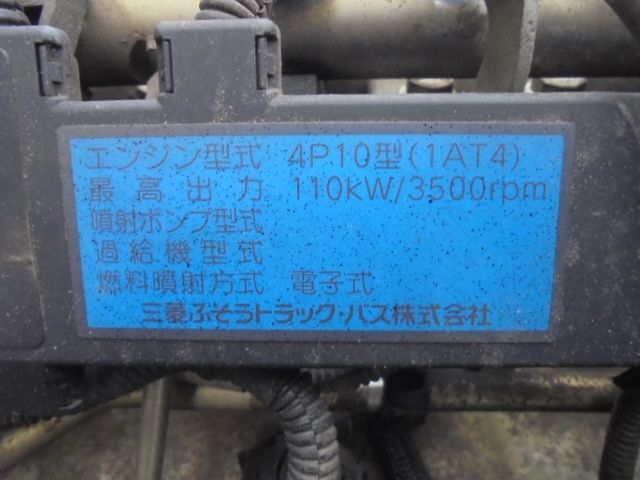 エンジン型式 4P10型(1AT4)
最高出力 110kW/3500rpm
噴射ポンプ型式
過給機型式
燃料噴射方式 電子式
三菱ふそうトラック・バス株式会社